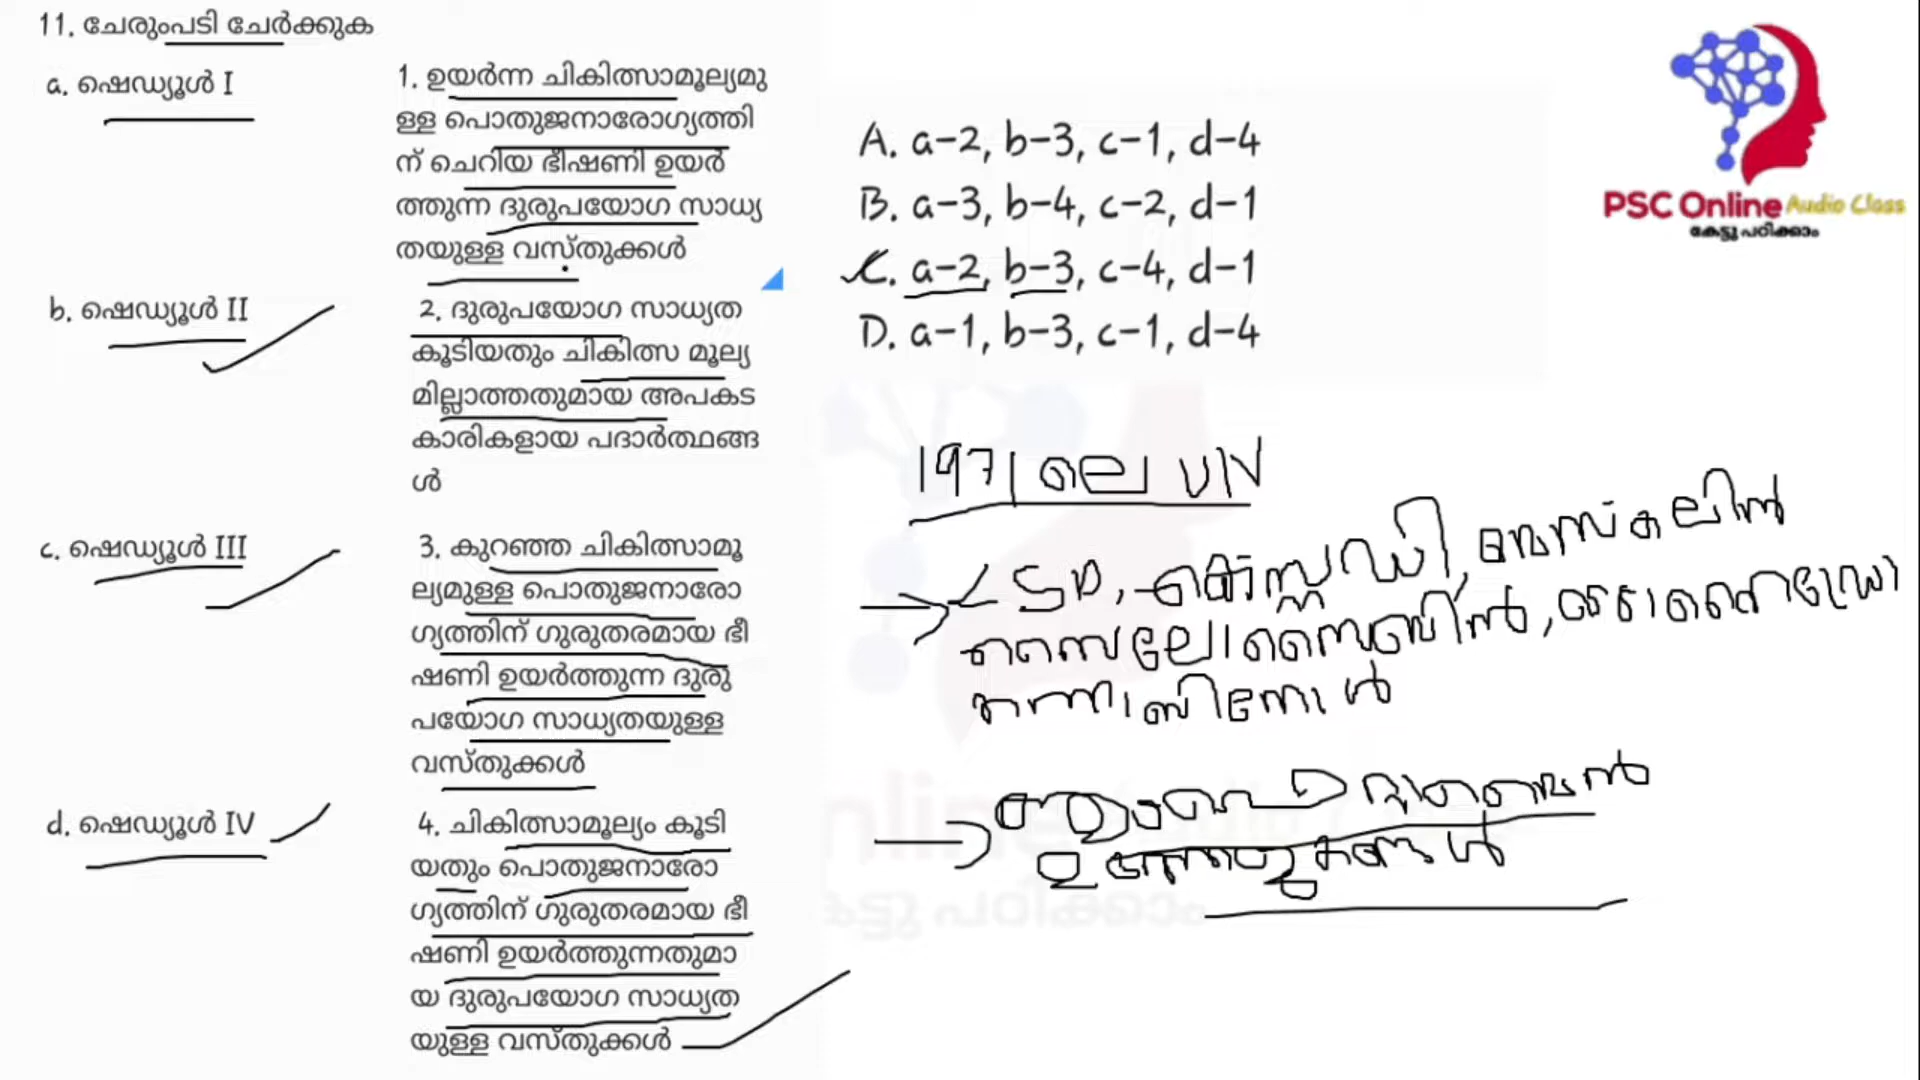 11. ചേരുംപടി ചേർക്കുക
a. ഷെഡ്യൂൾ I
1. ഉയർന്ന ചികിത്സാമൂല്യമു
ള്ള പൊതുജനാരോഗ്യത്തി
ന് ചെറിയ ഭീഷണി ഉയർ
ത്തുന്ന ദുരുപയോഗ സാധ്യ
തയുള്ള വസ്തുക്കൾ
b. ഷെഡ്യൂൾ II
2. ദുരുപയോഗ സാധ്യത
കൂടിയതും ചികിത്സ മൂല്യ
മില്ലാത്തതുമായ അപകട
കാരികളായ പദാർത്ഥങ്ങ
ൾ
c. ഷെഡ്യൂൾ III
3. കുറഞ്ഞ ചികിത്സാമൂ
ല്യമുള്ള പൊതുജനാരോ
ഗ്യത്തിന് ഗുരുതരമായ ഭീ
ഷണി ഉയർത്തുന്ന ദുരു
പയോഗ സാധ്യതയുള്ള
വസ്തുക്കൾ
d. ഷെഡ്യൂൾ IV
4. ചികിത്സാമൂല്യം കൂടി
യതും പൊതുജനാരോ
ഗ്യത്തിന് ഗുരുതരമായ ഭീ
ഷണി ഉയർത്തുന്നതുമാ
യ ദുരുപയോഗ സാധ്യത
യുള്ള വസ്തുക്കൾ
A. a-2, b-3, c-1, d-4
B. a-3, b-4, c-2, d-1
C. a-2, b-3, c-4, d-1
D. a-1, b-3, c-1, d-4
PSC Online Audio Class
കേട്ടു പഠിക്കാം
1971 ലെ UN
LSD,
nline
കേട്ടു പഠിക്കാം